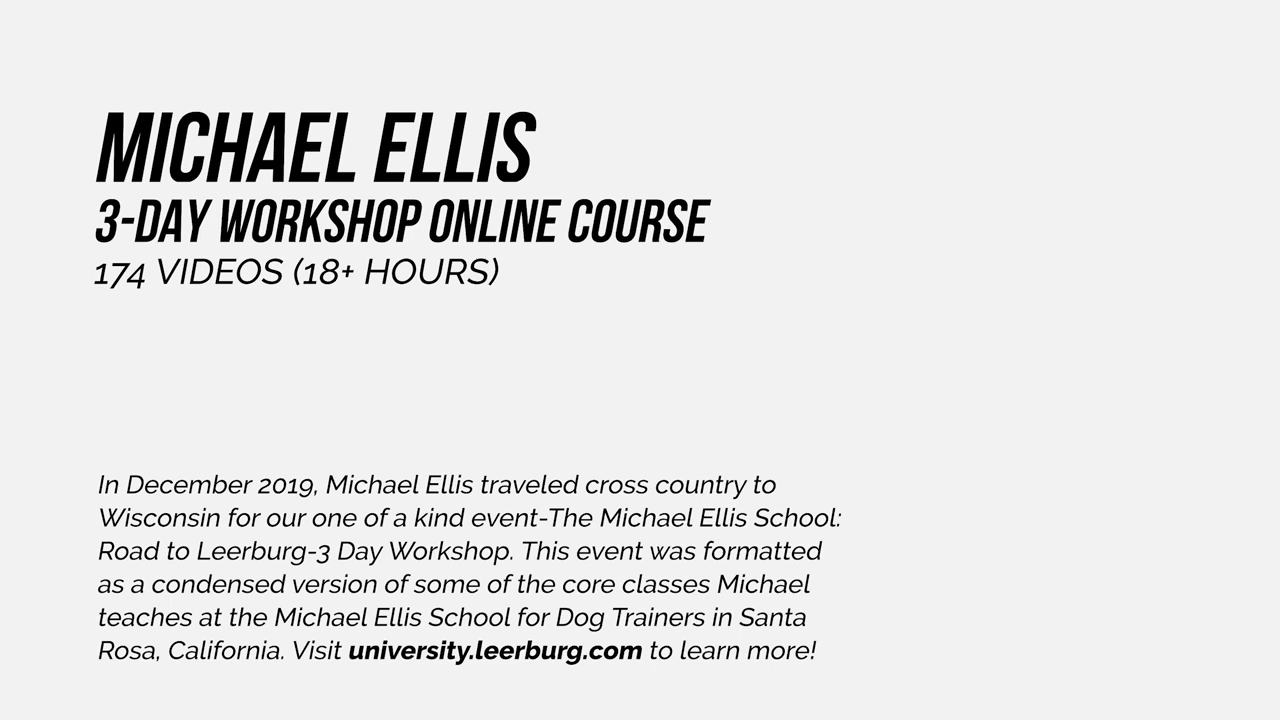 MICHAEL ELLIS
3-DAY WORKSHOP ONLINE COURSE
174 VIDEOS (18+ HOURS)
In December 2019, Michael Ellis traveled cross country to
Wisconsin for our one of a kind event-The Michael Ellis School:
Road to Leerburg-3 Day Workshop. This event was formatted
as a condensed version of some of the core classes Michael
teaches at the Michael Ellis School for Dog Trainers in Santa
Rosa, California. Visit university.leerburg.com to learn more!